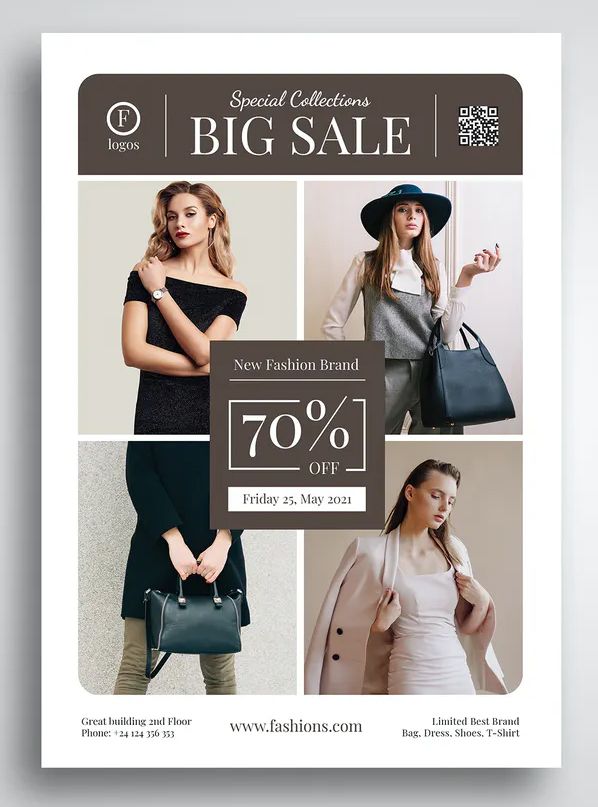 Special Collections
F
BIG SALE
logos
New Fashion Brand
70%
OFF
Friday 25, May 2021
Great building 2nd Floor
Phone: +24 124 356 353
www.fashions.com
Limited Best Brand
Bag, Dress, Shoes, T-Shirt